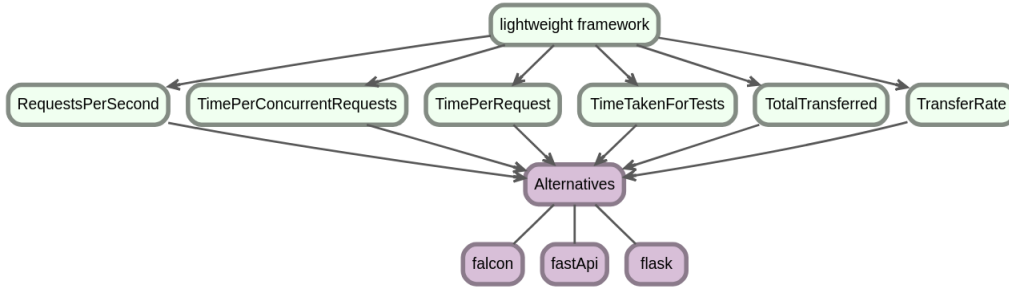 lightweight framework
RequestsPerSecond
TimePerConcurrentRequests
TimePerRequest
TimeTakenForTests
TotalTransferred
TransferRate
Alternatives
falcon
fastApi
flask